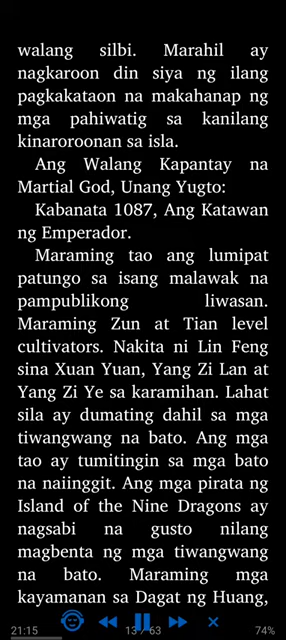 walang silbi. Marahil ay
nagkaroon din siya ng ilang
pagkakataon na makahanap ng
mga pahiwatig sa kanilang
kinaroroonan sa isla.
Ang Walang Kapantay na
Martial God, Unang Yugto:
Kabanata 1087, Ang Katawan
ng Emperador.
Maraming tao ang lumipat
patungo sa isang malawak na
pampublikong liwasan.
Maraming Zun at Tian level
cultivators. Nakita ni Lin Feng
sina Xuan Yuan, Yang Zi Lan at
Yang Zi Ye sa karamihan. Lahat
sila ay dumating dahil sa mga
tiwangwang na bato. Ang mga
tao ay tumitingin sa mga bato
na naiinggit. Ang mga pirata ng
Island of the Nine Dragons ay
nagsabi na gusto nilang
magbenta ng mga tiwangwang
na bato. Maraming mga
kayamanan sa Dagat ng Huang,
21:15 13 / 63 74%